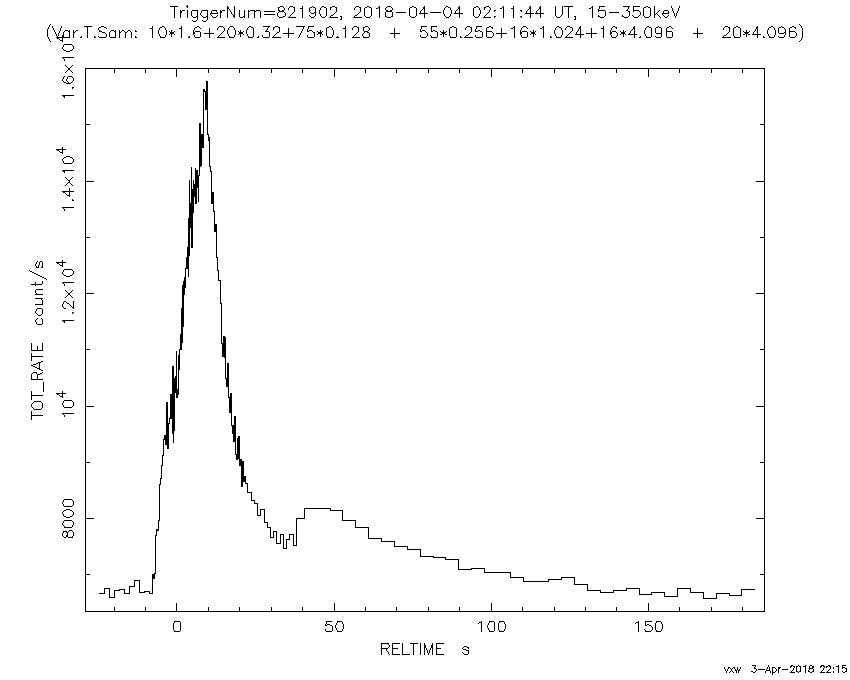 TriggerNum=821902, 2018-04-04 02:11:44 UT, 15-350keV
(Var.T.Sam: 10*1.6+20*0.32+75*0.128 + 55*0.256+16*1.024+16*4.096 + 20*4.096)
1.6×10⁴
1.4×10⁴
1.2×10⁴
10⁴
8000
TOT_RATE count/s
0 50 100 150
RELTIME s
vxw 3-Apr-2018 22:15